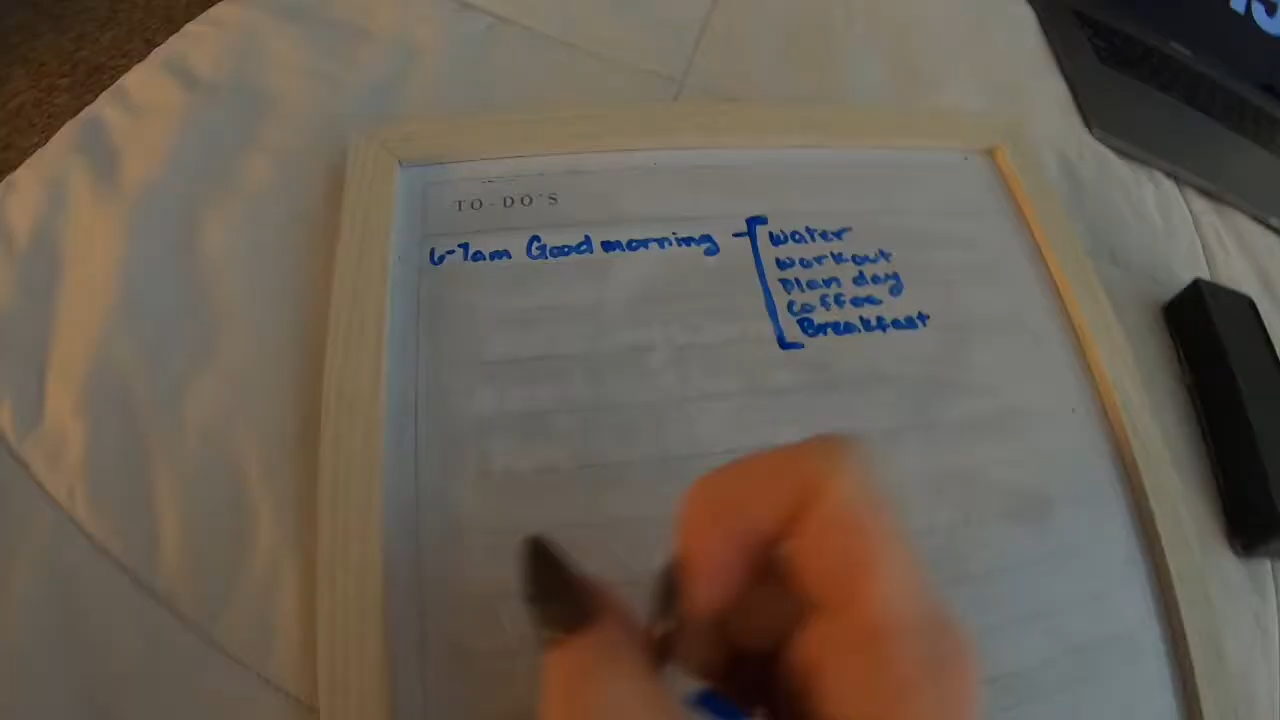 TO-DO'S
6-7am Good morning - water
workout
Plan day
Coffee
Breakfast